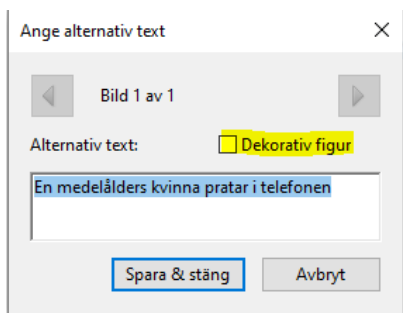 Ange alternativ text
Bild 1 av 1
Alternativ text: Dekorativ figur
En medelålders kvinna pratar i telefonen
Spara & stäng Avbryt